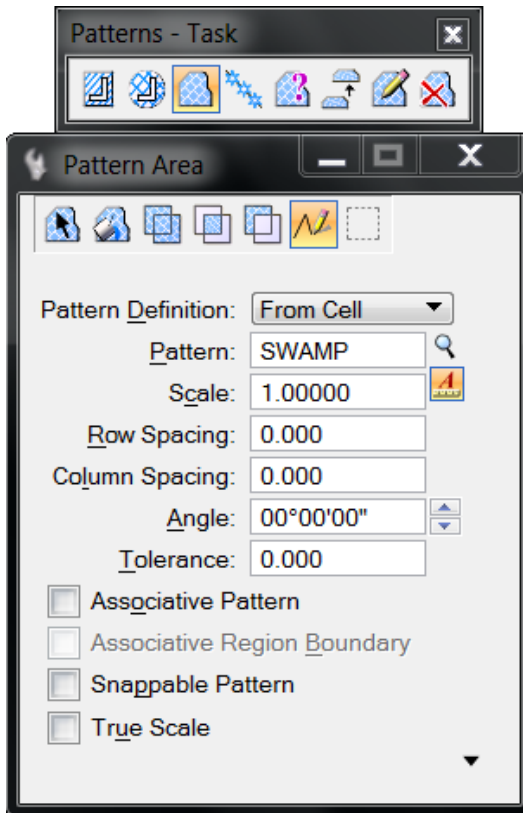 Patterns - Task
Pattern Area
Pattern Definition: From Cell
Pattern: SWAMP
Scale: 1.00000
Row Spacing: 0.000
Column Spacing: 0.000
Angle: 00°00'00"
Tolerance: 0.000
Associative Pattern
Associative Region Boundary
Snappable Pattern
True Scale